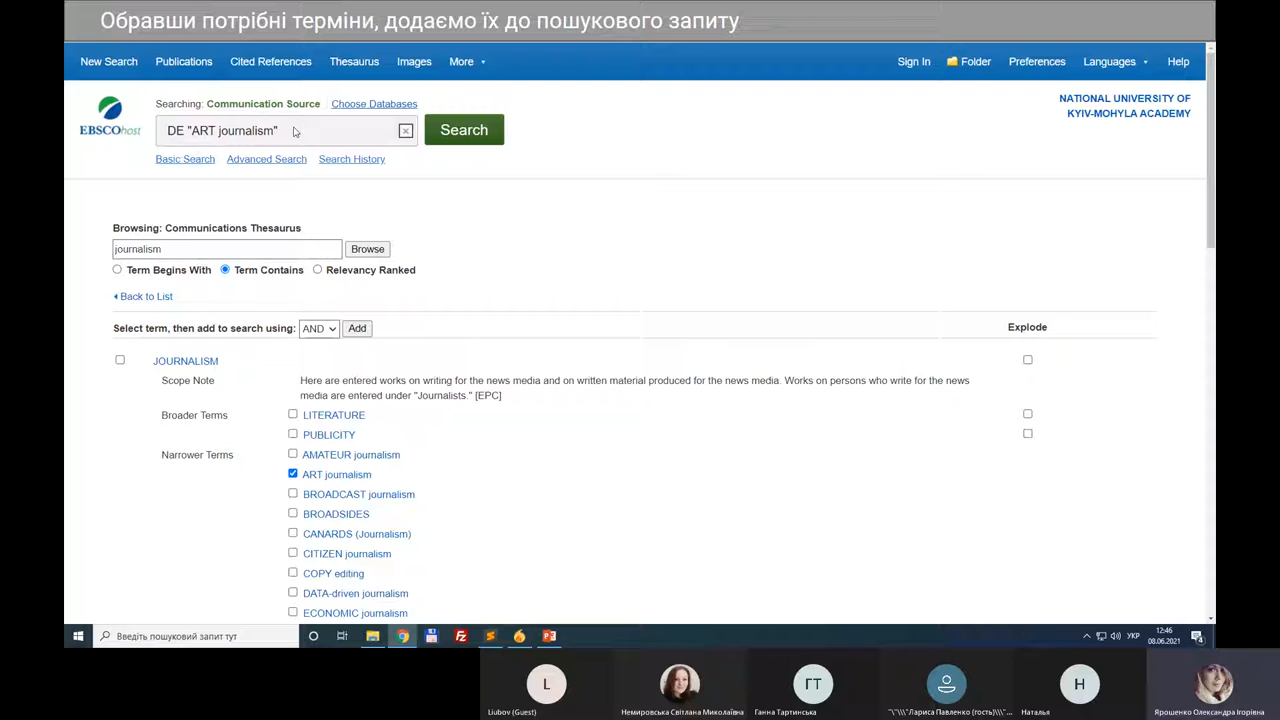 Обравши потрібні терміни, додаємо їх до пошукового запиту
New Search Publications Cited References Thesaurus Images More Sign In Folder Preferences Languages Help
EBSCOhost
Searching: Communication Source Choose Databases
DE "ART journalism"
Search
Basic Search Advanced Search Search History
NATIONAL UNIVERSITY OF
KYIV-MOHYLA ACADEMY
Browsing: Communications Thesaurus
journalism Browse
Term Begins With Term Contains Relevancy Ranked
Back to List
Select term, then add to search using: AND Add Explode
JOURNALISM
Scope Note Here are entered works on writing for the news media and on written material produced for the news media. Works on persons who write for the news
media are entered under "Journalists." [EPC]
Broader Terms LITERATURE
PUBLICITY
Narrower Terms AMATEUR journalism
ART journalism
BROADCAST journalism
BROADSIDES
CANARDS (Journalism)
CITIZEN journalism
COPY editing
DATA-driven journalism
ECONOMIC journalism
Введіть пошуковий запит тут
УКР
12:46
08.06.2021
4
L
ГТ
Н
Liubov (Guest)
Немировська Світлана Миколаївна
Ганна Тартинська
"\"\\\"Лариса Павленко (гость)\\\"...
Наталья
Ярошенко Олександра Ігорівна